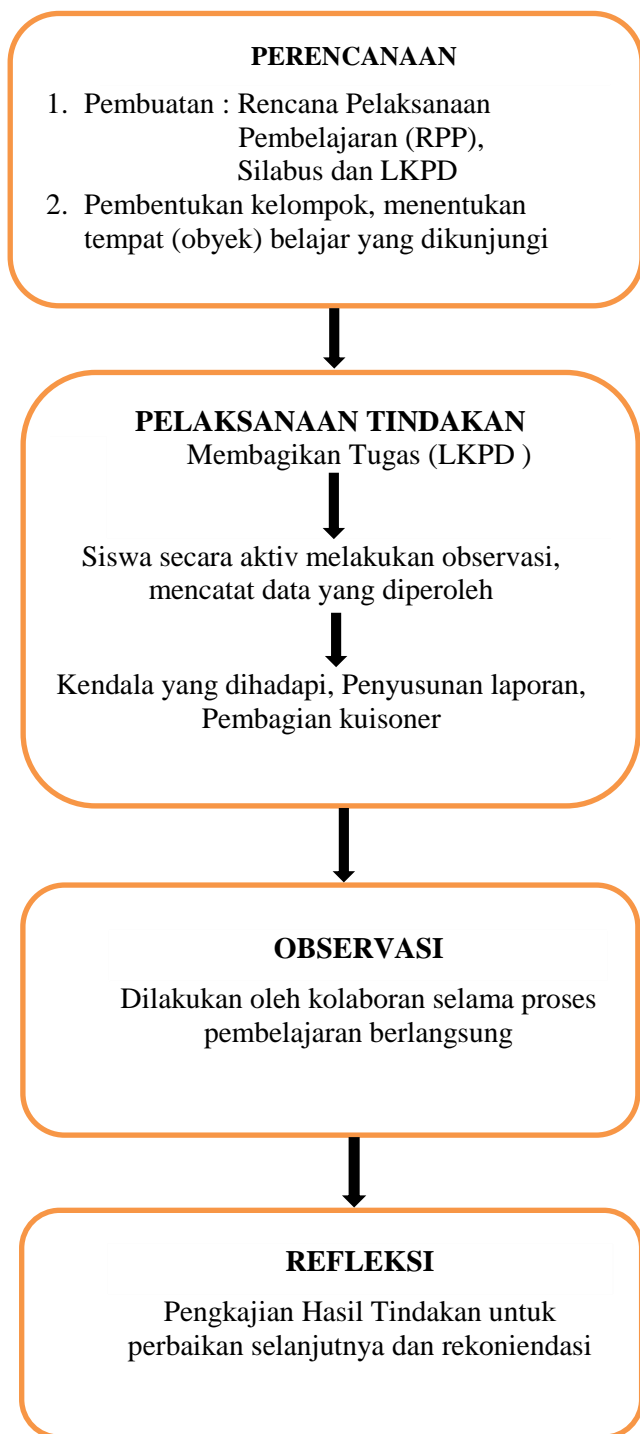 PERENCANAAN
1. Pembuatan : Rencana Pelaksanaan
Pembelajaran (RPP),
Silabus dan LKPD
2. Pembentukan kelompok, menentukan
tempat (obyek) belajar yang dikunjungi
PELAKSANAAN TINDAKAN
Membagikan Tugas (LKPD )
Siswa secara aktiv melakukan observasi,
mencatat data yang diperoleh
Kendala yang dihadapi, Penyusunan laporan,
Pembagian kuisoner
OBSERVASI
Dilakukan oleh kolaboran selama proses
pembelajaran berlangsung
REFLEKSI
Pengkajian Hasil Tindakan untuk
perbaikan selanjutnya dan rekoniendasi